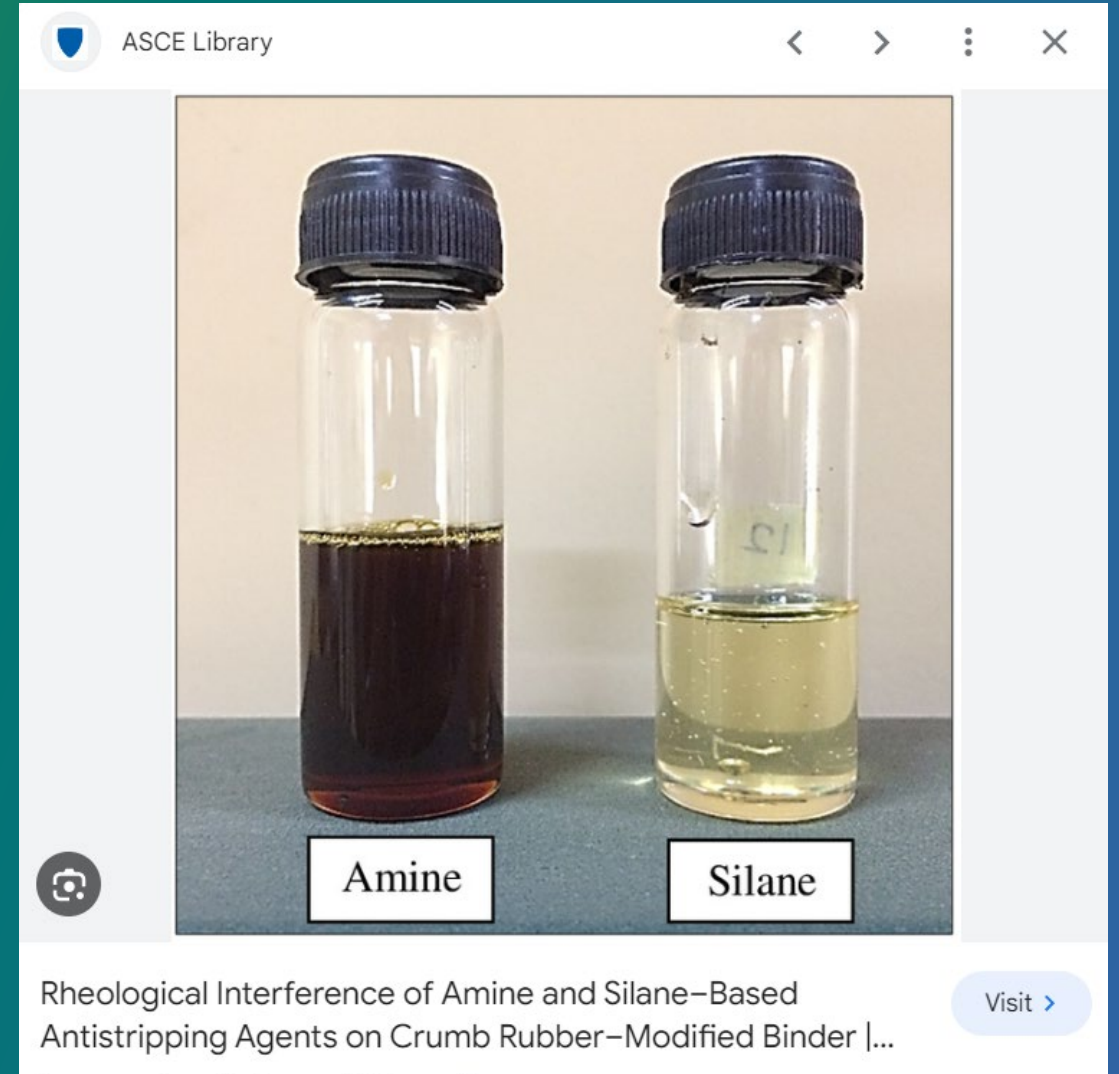 ASCE Library
Amine
Silane
Rheological Interference of Amine and Silane–Based
Antistripping Agents on Crumb Rubber–Modified Binder |...
Visit >